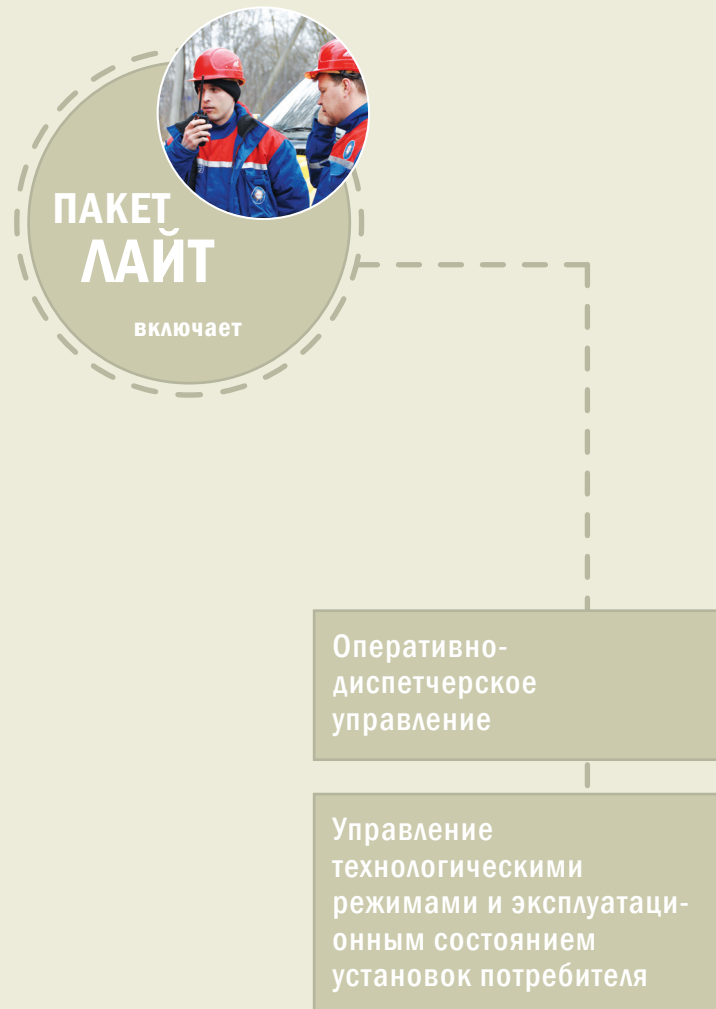 ПАКЕТ
ЛАЙТ
включает
Оперативно-
диспетчерское
управление
Управление
технологическими
режимами и эксплуатаци-
онным состоянием
установок потребителя